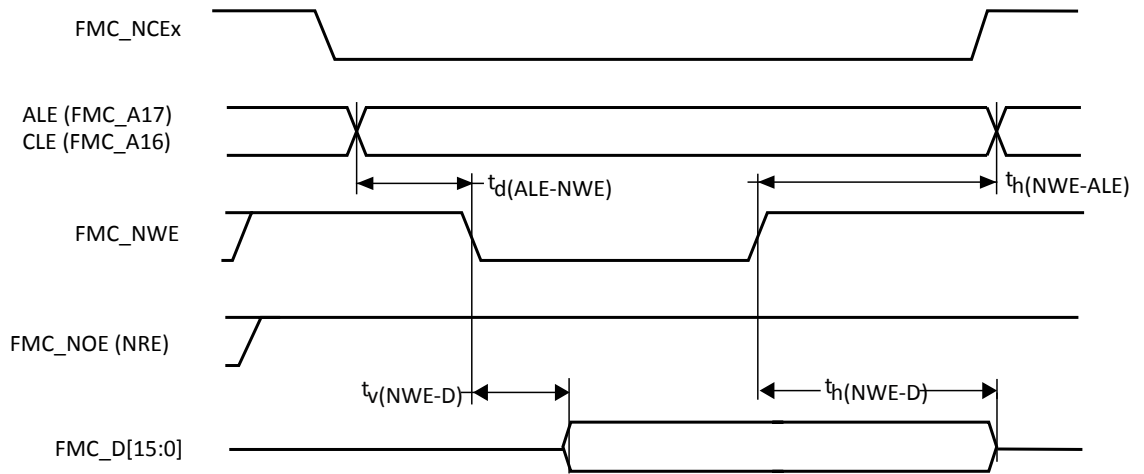 FMC_NCEx
ALE (FMC_A17)
CLE (FMC_A16)
td(ALE-NWE)
th(NWE-ALE)
FMC_NWE
FMC_NOE (NRE)
tv(NWE-D)
th(NWE-D)
FMC_D[15:0]